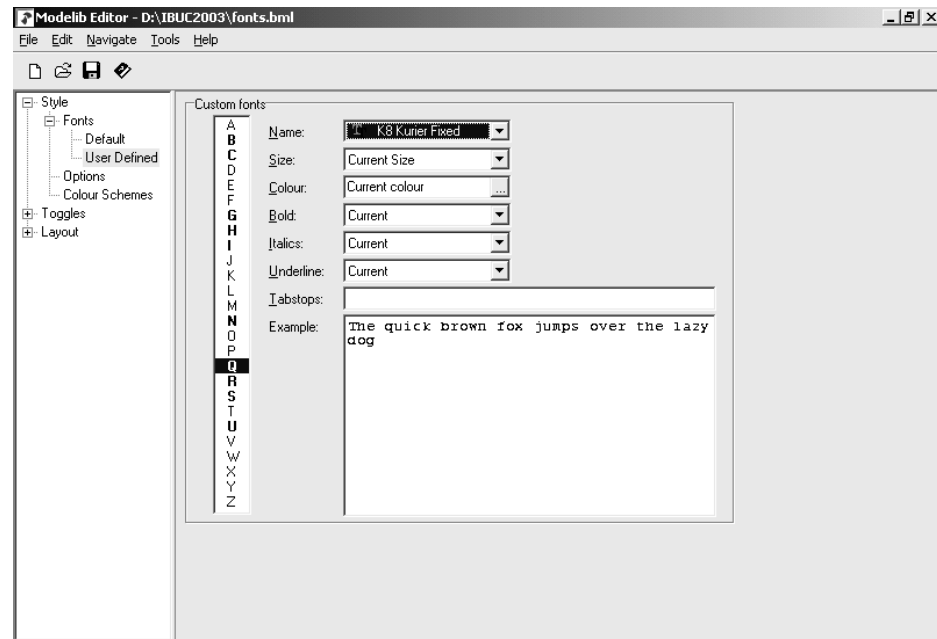 Modelib Editor - D:\IBUC2003\fonts.bml
File Edit Navigate Tools Help
Style
Fonts
Default
User Defined
Options
Colour Schemes
Toggles
Layout
Custom fonts
A
B
C
D
E
F
G
H
I
J
K
L
M
N
O
P
Q
R
S
T
U
V
W
X
Y
Z
Name: K8 Kurier Fixed
Size: Current Size
Colour: Current colour ...
Bold: Current
Italics: Current
Underline: Current
Tabstops:
Example: The quick brown fox jumps over the lazy
dog